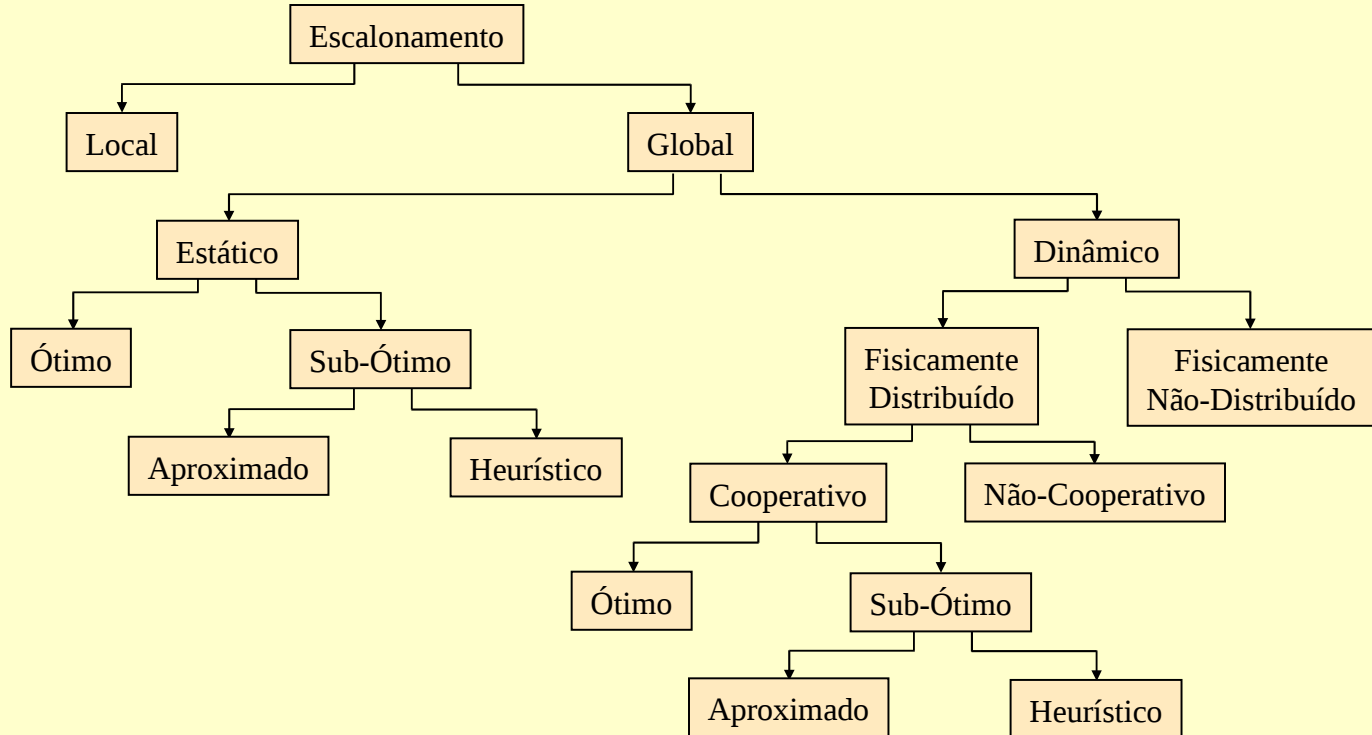 Escalonamento
Local
Global
Estático
Dinâmico
Ótimo
Sub-Ótimo
Fisicamente
Distribuído
Fisicamente
Não-Distribuído
Aproximado
Heurístico
Cooperativo
Não-Cooperativo
Ótimo
Sub-Ótimo
Aproximado
Heurístico